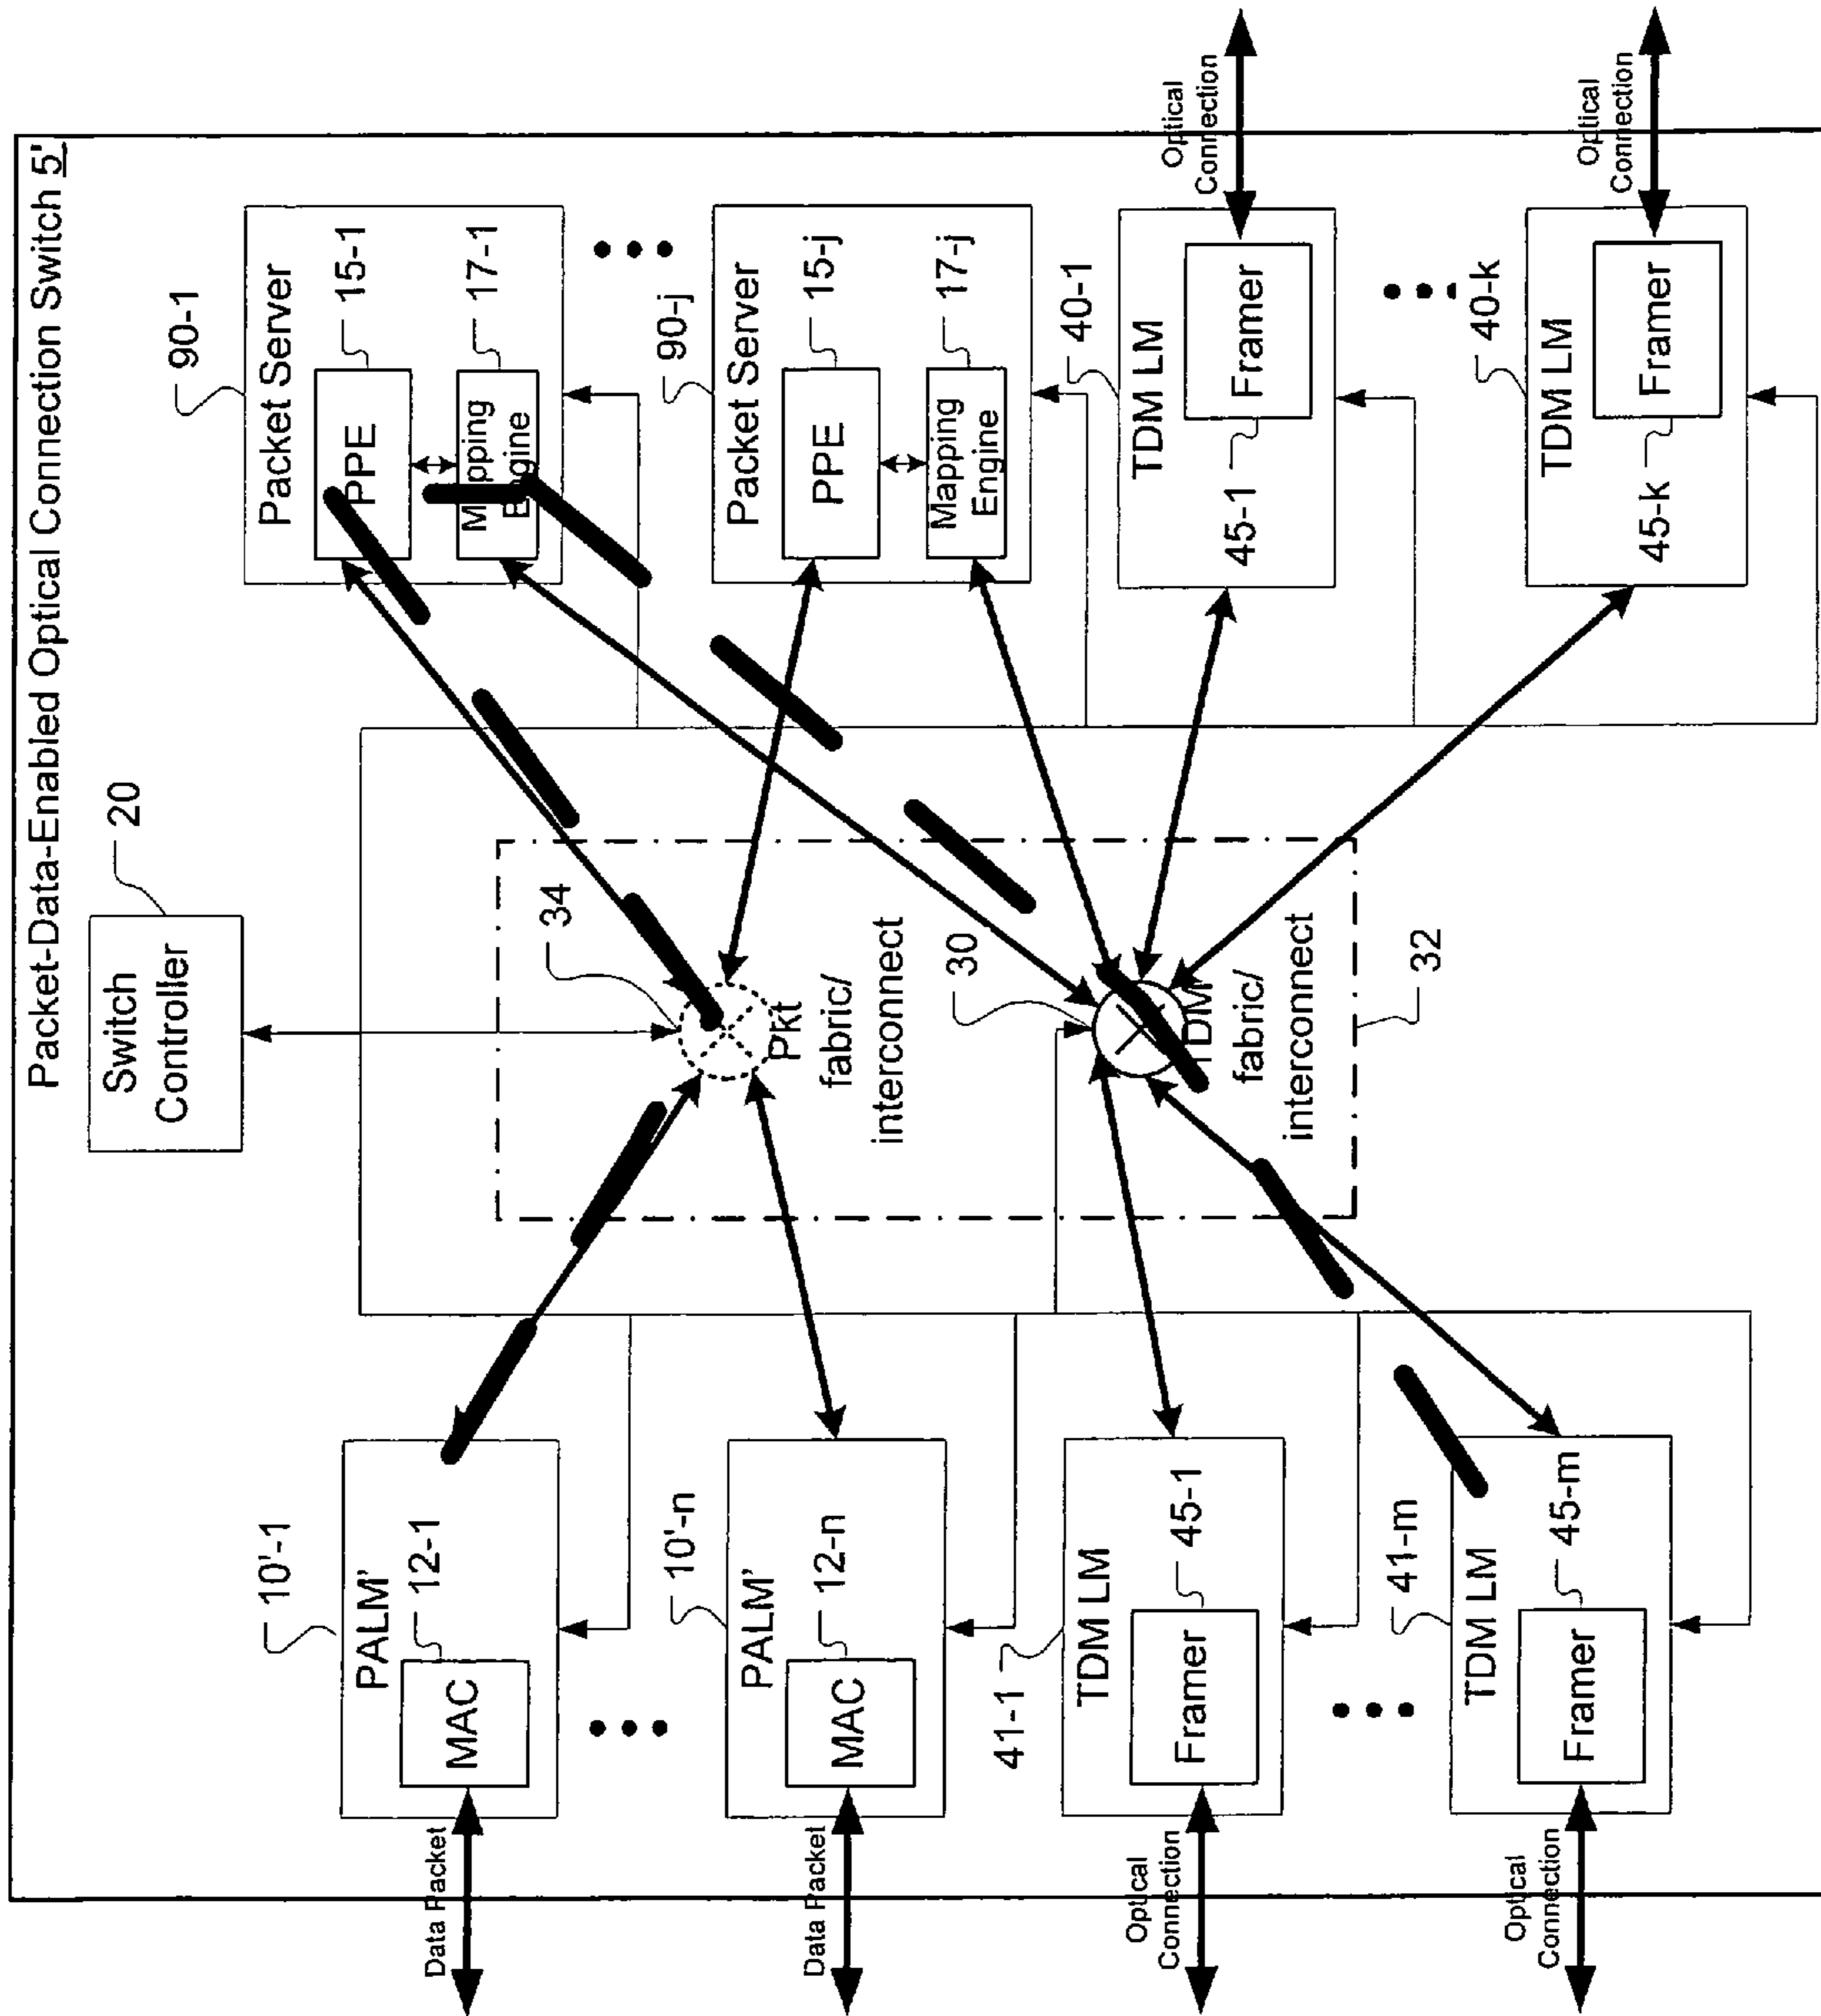 Packet-Data-Enabled Optical Connection Switch 5'
Switch
Controller
20
10'-1
PALM'
12-1
MAC
Data Packet
10'-n
PALM'
12-n
MAC
Data Packet
41-1
TDM LM
45-1
Framer
Optical
Connection
41-m
TDM LM
45-m
Framer
Optical
Connection
34
Pkt
fabric/
interconnect
30
TDM
fabric/
interconnect
32
90-1
Packet Server
15-1
PPE
17-1
Mapping
Engine
90-j
Packet Server
15-j
PPE
17-j
Mapping
Engine
40-1
TDM LM
45-1
Framer
Optical
Connection
40-k
TDM LM
45-k
Framer
Optical
Connection